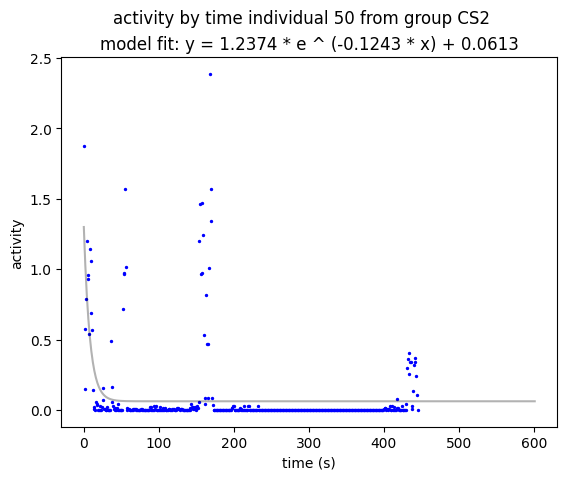 activity by time individual 50 from group CS2
model fit: y = 1.2374 * e ^ (-0.1243 * x) + 0.0613
2.5
2.0
1.5
1.0
0.5
0.0
activity
0 100 200 300 400 500 600
time (s)